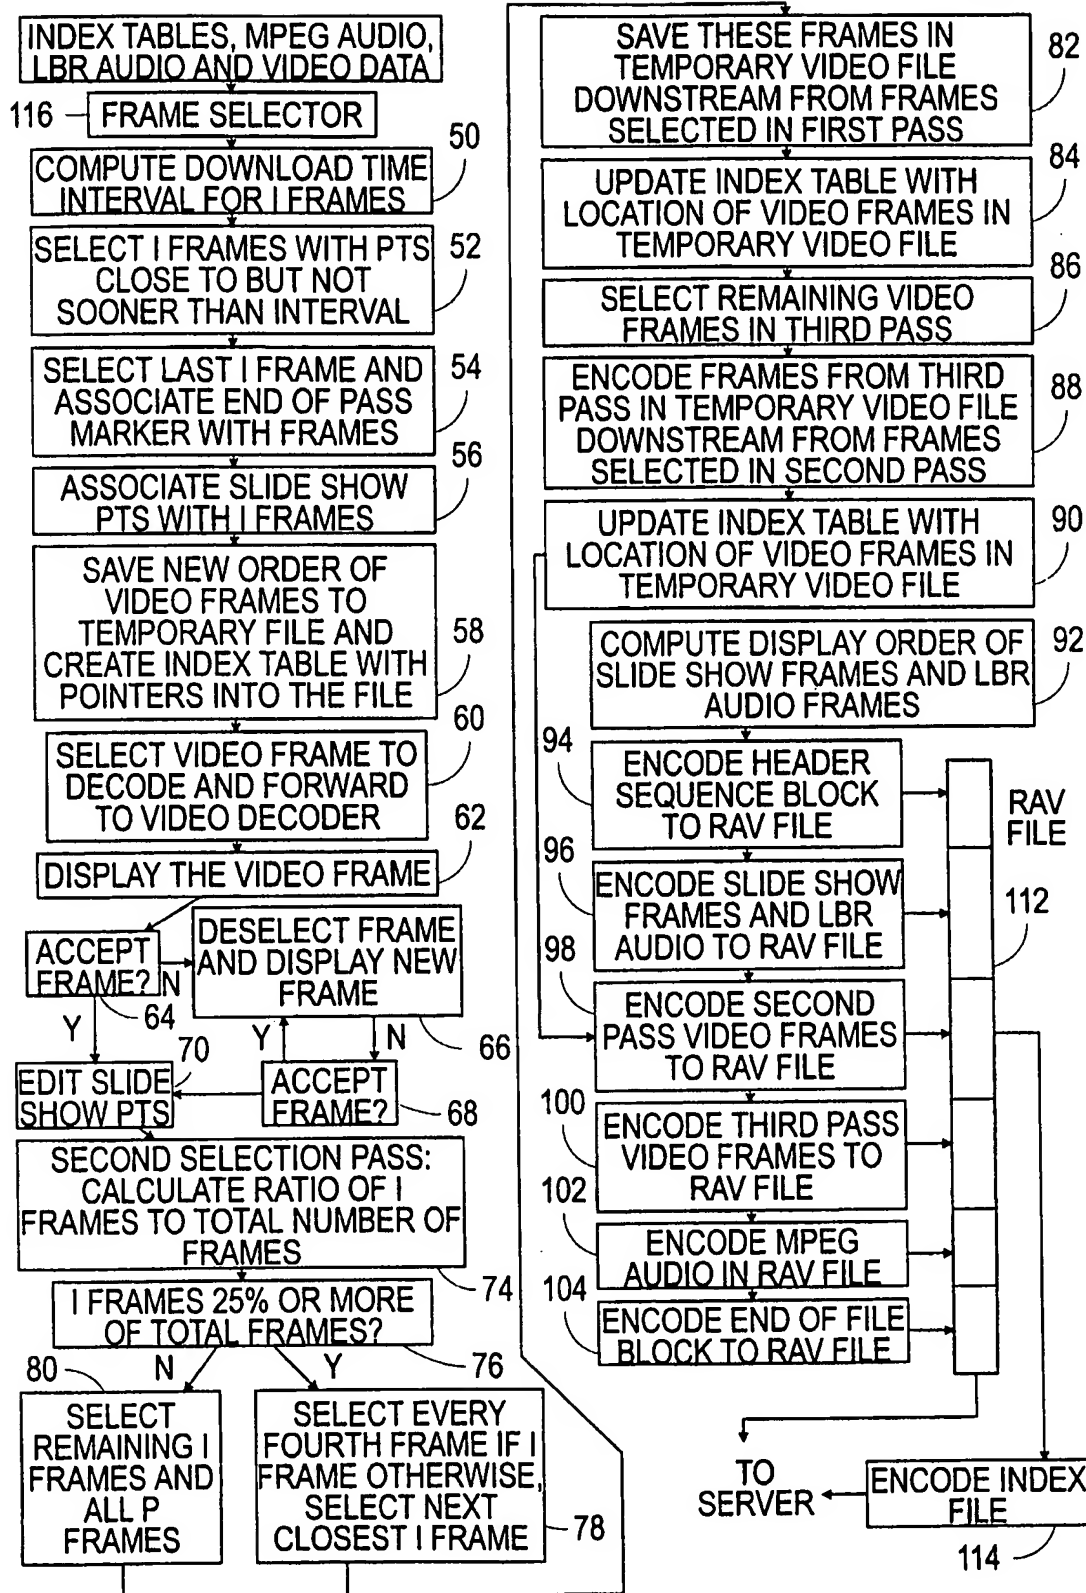 INDEX TABLES, MPEG AUDIO,
LBR AUDIO AND VIDEO DATA
116
FRAME SELECTOR
50
COMPUTE DOWNLOAD TIME
INTERVAL FOR I FRAMES
52
SELECT I FRAMES WITH PTS
CLOSE TO BUT NOT
SOONER THAN INTERVAL
54
SELECT LAST I FRAME AND
ASSOCIATE END OF PASS
MARKER WITH FRAMES
56
ASSOCIATE SLIDE SHOW
PTS WITH I FRAMES
SAVE NEW ORDER OF
VIDEO FRAMES TO
TEMPORARY FILE AND
CREATE INDEX TABLE WITH
POINTERS INTO THE FILE
58
60
SELECT VIDEO FRAME TO
DECODE AND FORWARD
TO VIDEO DECODER
62
DISPLAY THE VIDEO FRAME
ACCEPT
FRAME?
N
64
Y
DESELECT FRAME
AND DISPLAY NEW
FRAME
66
Y
N
70
EDIT SLIDE
SHOW PTS
ACCEPT
FRAME?
68
SECOND SELECTION PASS:
CALCULATE RATIO OF I
FRAMES TO TOTAL NUMBER OF
FRAMES
74
I FRAMES 25% OR MORE
OF TOTAL FRAMES?
76
80
N
Y
SELECT
REMAINING I
FRAMES AND
ALL P
FRAMES
SELECT EVERY
FOURTH FRAME IF I
FRAME OTHERWISE,
SELECT NEXT
CLOSEST I FRAME
78
SAVE THESE FRAMES IN
TEMPORARY VIDEO FILE
DOWNSTREAM FROM FRAMES
SELECTED IN FIRST PASS
82
84
UPDATE INDEX TABLE WITH
LOCATION OF VIDEO FRAMES IN
TEMPORARY VIDEO FILE
86
SELECT REMAINING VIDEO
FRAMES IN THIRD PASS
ENCODE FRAMES FROM THIRD
PASS IN TEMPORARY VIDEO FILE
DOWNSTREAM FROM FRAMES
SELECTED IN SECOND PASS
88
UPDATE INDEX TABLE WITH
LOCATION OF VIDEO FRAMES IN
TEMPORARY VIDEO FILE
90
COMPUTE DISPLAY ORDER OF
SLIDE SHOW FRAMES AND LBR
AUDIO FRAMES
92
94
ENCODE HEADER
SEQUENCE BLOCK
TO RAV FILE
RAV
FILE
96
ENCODE SLIDE SHOW
FRAMES AND LBR
AUDIO TO RAV FILE
112
98
ENCODE SECOND
PASS VIDEO FRAMES
TO RAV FILE
100
ENCODE THIRD PASS
VIDEO FRAMES TO
RAV FILE
102
ENCODE MPEG
AUDIO IN RAV FILE
104
ENCODE END OF FILE
BLOCK TO RAV FILE
TO
SERVER
ENCODE INDEX
FILE
114